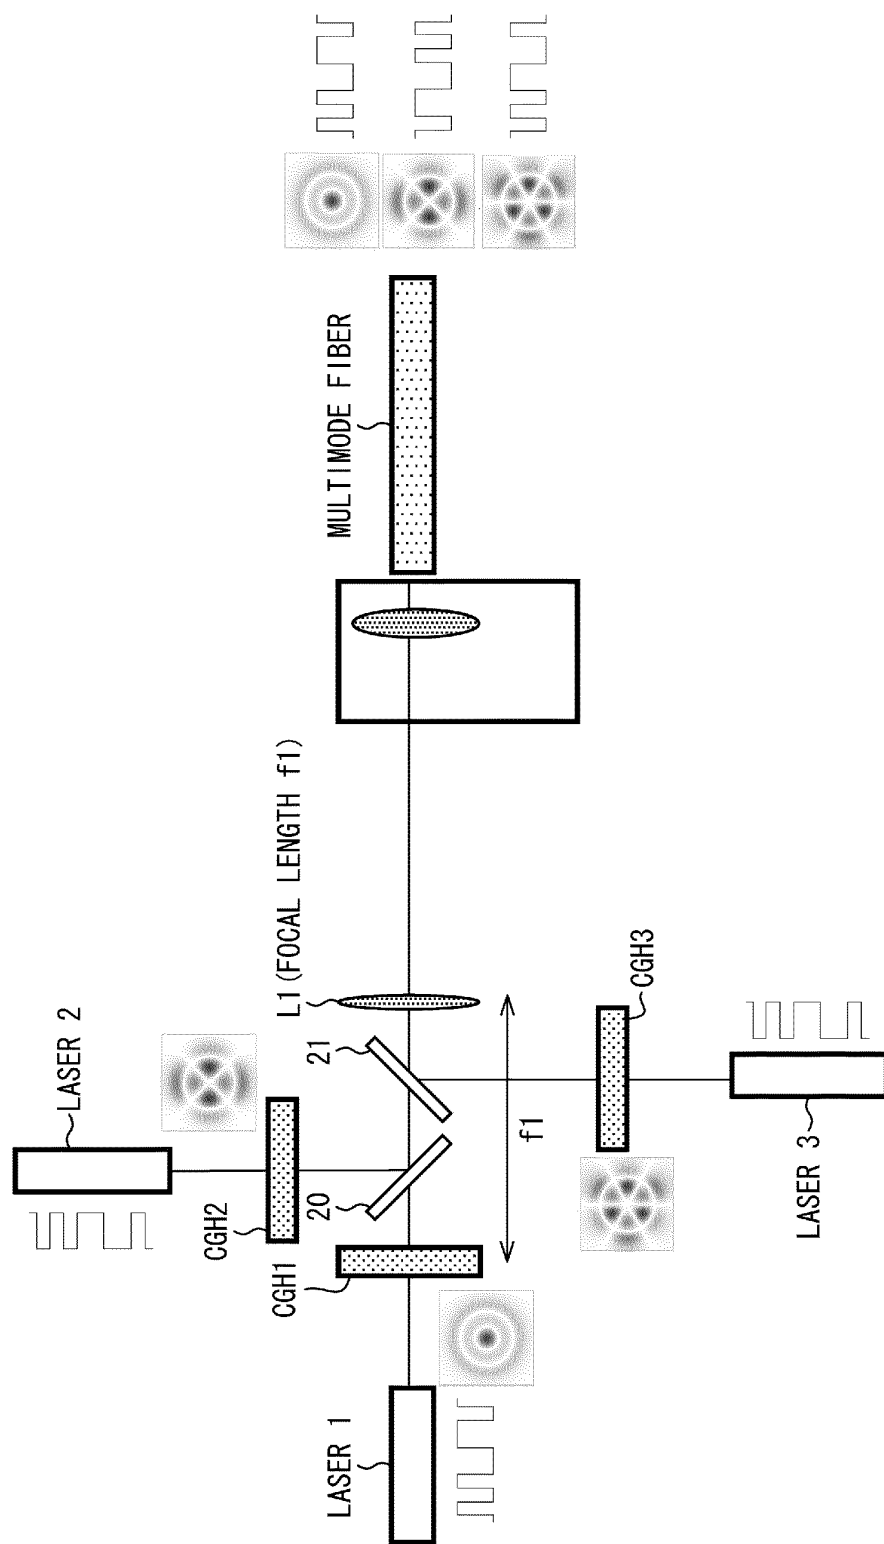 LASER 1
CGH1
CGH2
LASER 2
20
21
L1(FOCAL LENGTH f1)
f1
CGH3
LASER 3
MULTIMODE FIBER